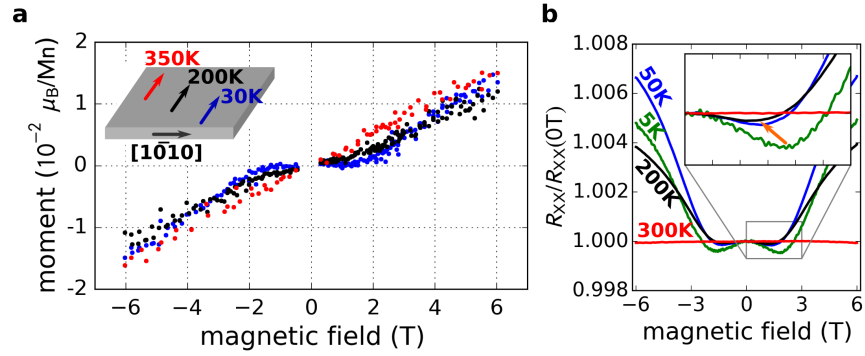 a
350K
200K
30K
[101̄0]
moment (10⁻² μB/Mn)
2
1
0
−1
−2
−6 −4 −2 0 2 4 6
magnetic field (T)
b
1.008
1.006
1.004
1.002
1.000
0.998
RXX/RXX(0T)
50K
5K
200K
300K
−6 −3 0 3 6
magnetic field (T)